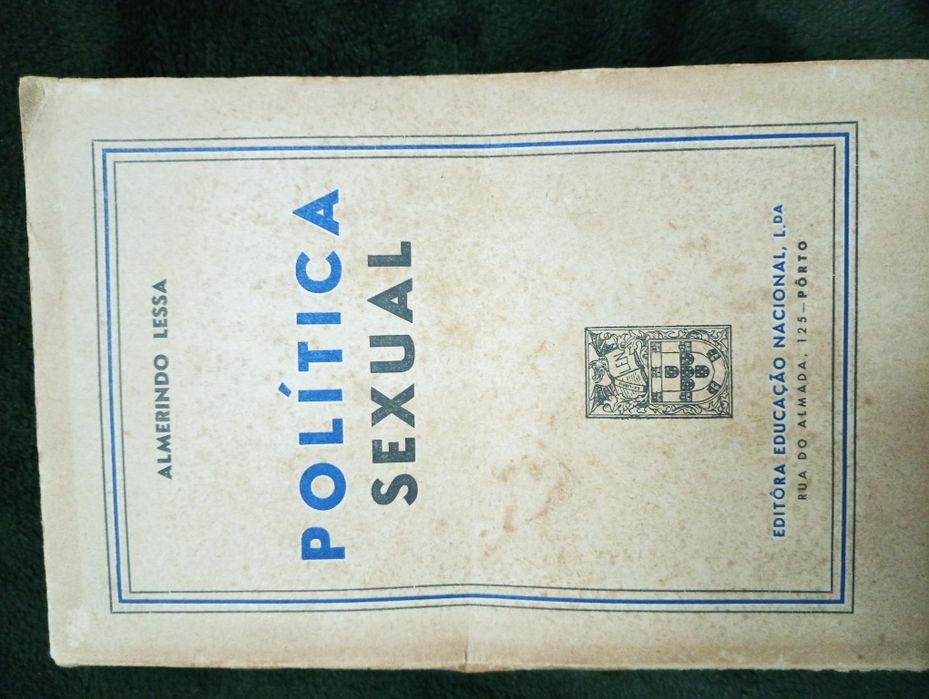 ALMERINDO LESSA
POLÍTICA
SEXUAL
EDITÔRA EDUCAÇÃO NACIONAL, L.DA
RUA DO ALMADA, 125 — PÔRTO